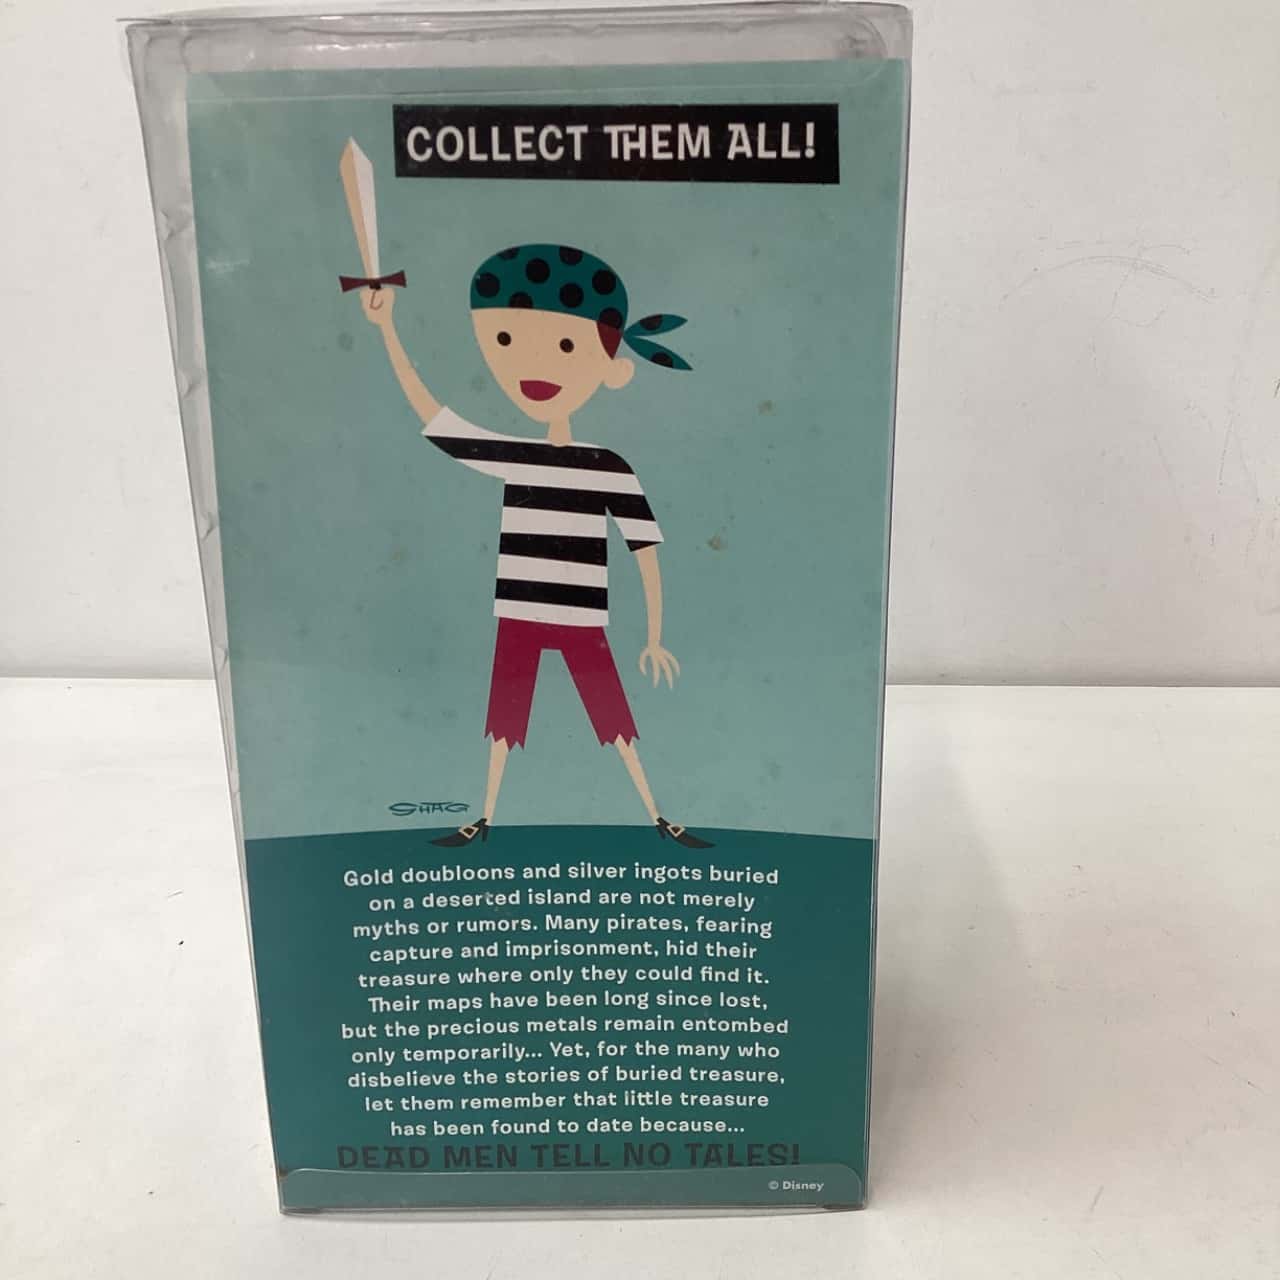 COLLECT THEM ALL!
SHAG
Gold doubloons and silver ingots buried
on a deserted island are not merely
myths or rumors. Many pirates, fearing
capture and imprisonment, hid their
treasure where only they could find it.
Their maps have been long since lost,
but the precious metals remain entombed
only temporarily... Yet, for the many who
disbelieve the stories of buried treasure,
let them remember that little treasure
has been found to date because...
DEAD MEN TELL NO TALES!
© Disney